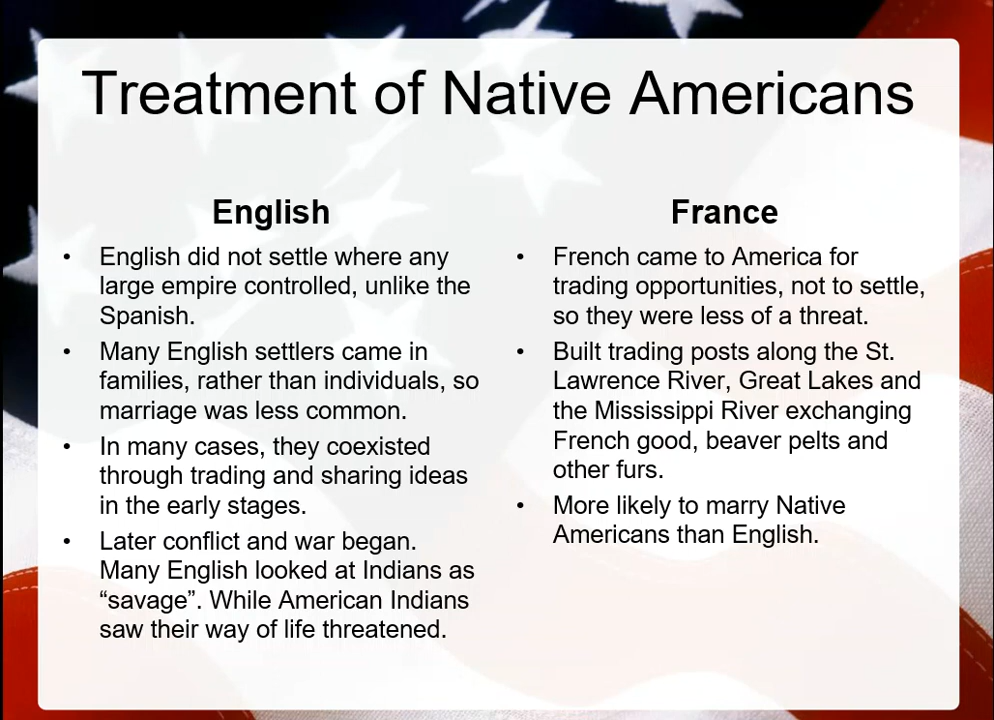 Treatment of Native Americans
English
• English did not settle where any
large empire controlled, unlike the
Spanish.
• Many English settlers came in
families, rather than individuals, so
marriage was less common.
• In many cases, they coexisted
through trading and sharing ideas
in the early stages.
• Later conflict and war began.
Many English looked at Indians as
“savage”. While American Indians
saw their way of life threatened.
France
• French came to America for
trading opportunities, not to settle,
so they were less of a threat.
• Built trading posts along the St.
Lawrence River, Great Lakes and
the Mississippi River exchanging
French good, beaver pelts and
other furs.
• More likely to marry Native
Americans than English.